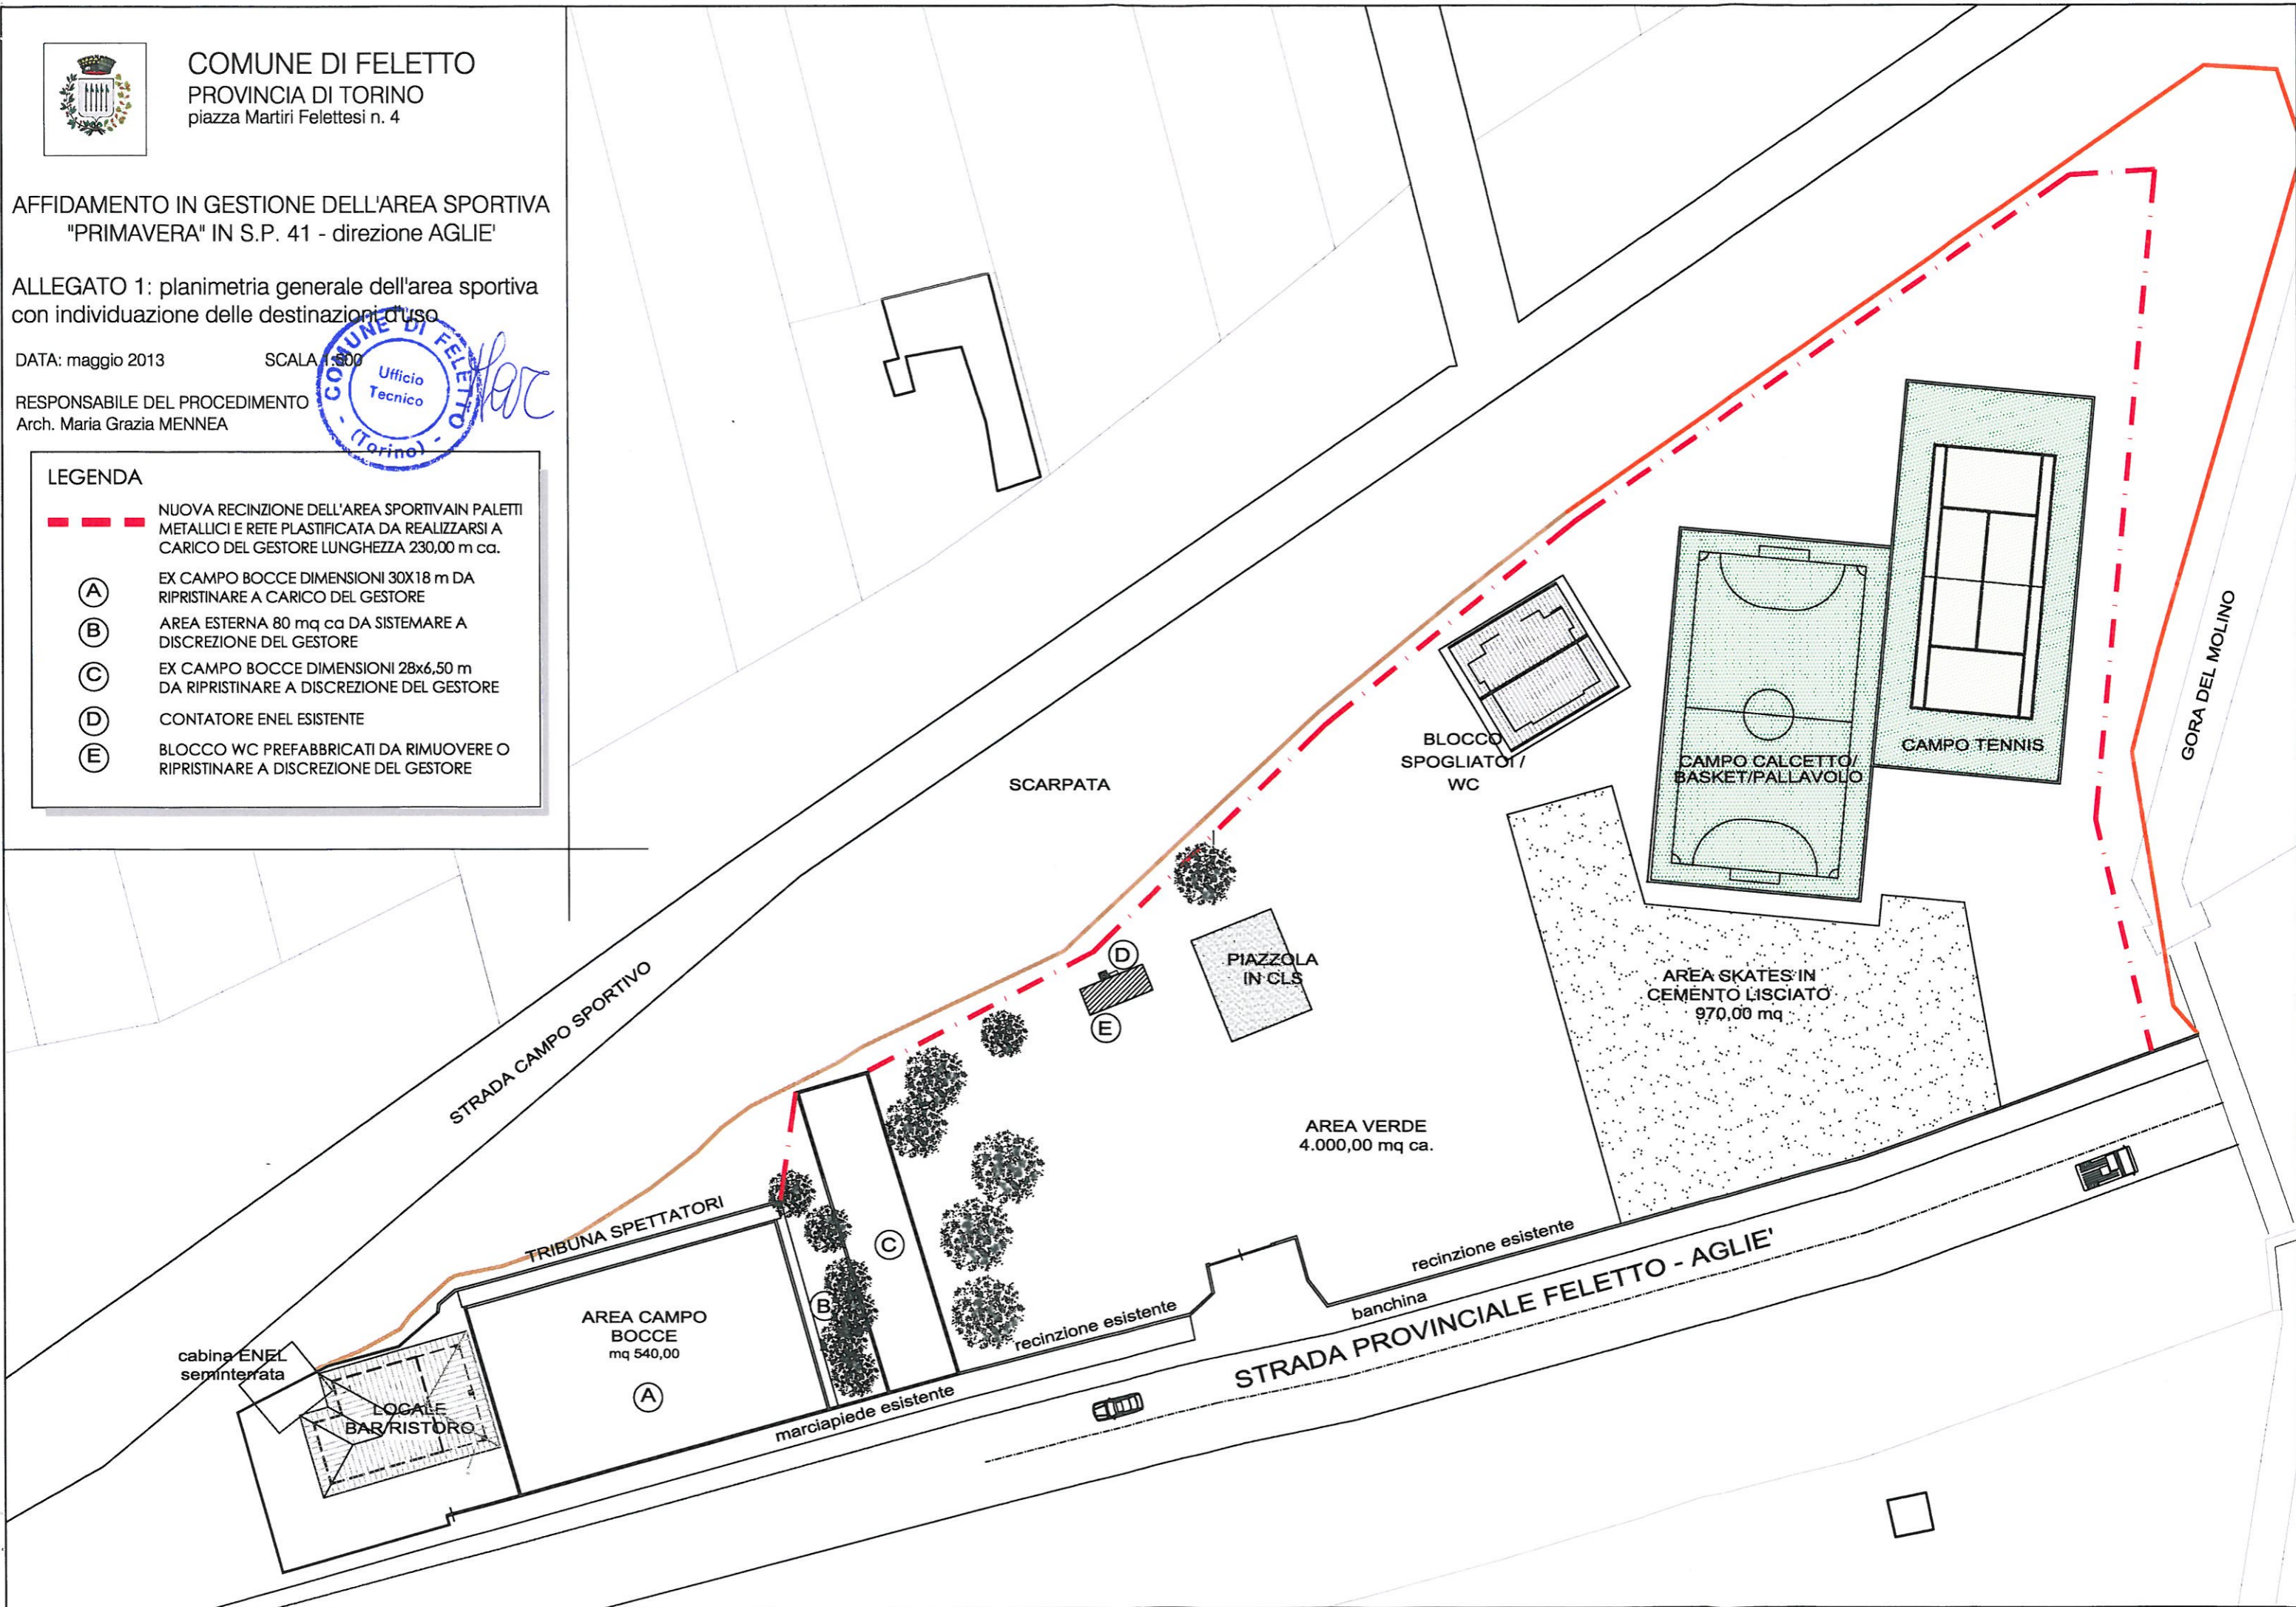 COMUNE DI FELETTO
PROVINCIA DI TORINO
piazza Martiri Felettesi n. 4
AFFIDAMENTO IN GESTIONE DELL'AREA SPORTIVA
"PRIMAVERA" IN S.P. 41 - direzione AGLIE'
ALLEGATO 1: planimetria generale dell'area sportiva
con individuazione delle destinazioni d'uso
DATA: maggio 2013 SCALA 1:500
RESPONSABILE DEL PROCEDIMENTO
Arch. Maria Grazia MENNEA
COMUNE DI FELETTO
- (Torino) -
Ufficio
Tecnico
LEGENDA
NUOVA RECINZIONE DELL'AREA SPORTIVAIN PALETTI
METALLICI E RETE PLASTIFICATA DA REALIZZARSI A
CARICO DEL GESTORE LUNGHEZZA 230,00 m ca.
A EX CAMPO BOCCE DIMENSIONI 30X18 m DA
RIPRISTINARE A CARICO DEL GESTORE
B AREA ESTERNA 80 mq ca DA SISTEMARE A
DISCREZIONE DEL GESTORE
C EX CAMPO BOCCE DIMENSIONI 28x6,50 m
DA RIPRISTINARE A DISCREZIONE DEL GESTORE
D CONTATORE ENEL ESISTENTE
E BLOCCO WC PREFABBRICATI DA RIMUOVERE O
RIPRISTINARE A DISCREZIONE DEL GESTORE
GORA DEL MOLINO
CAMPO TENNIS
CAMPO CALCETTO/
BASKET/PALLAVOLO
BLOCCO
SPOGLIATOI /
WC
SCARPATA
D
E
PIAZZOLA
IN CLS
AREA SKATES IN
CEMENTO LISCIATO
970,00 mq
STRADA CAMPO SPORTIVO
AREA VERDE
4.000,00 mq ca.
TRIBUNA SPETTATORI
C
B
AREA CAMPO
BOCCE
mq 540,00
A
cabina ENEL
seminterrata
LOCALE
BAR/RISTORO
marciapiede esistente
recinzione esistente
recinzione esistente
banchina
STRADA PROVINCIALE FELETTO - AGLIE'